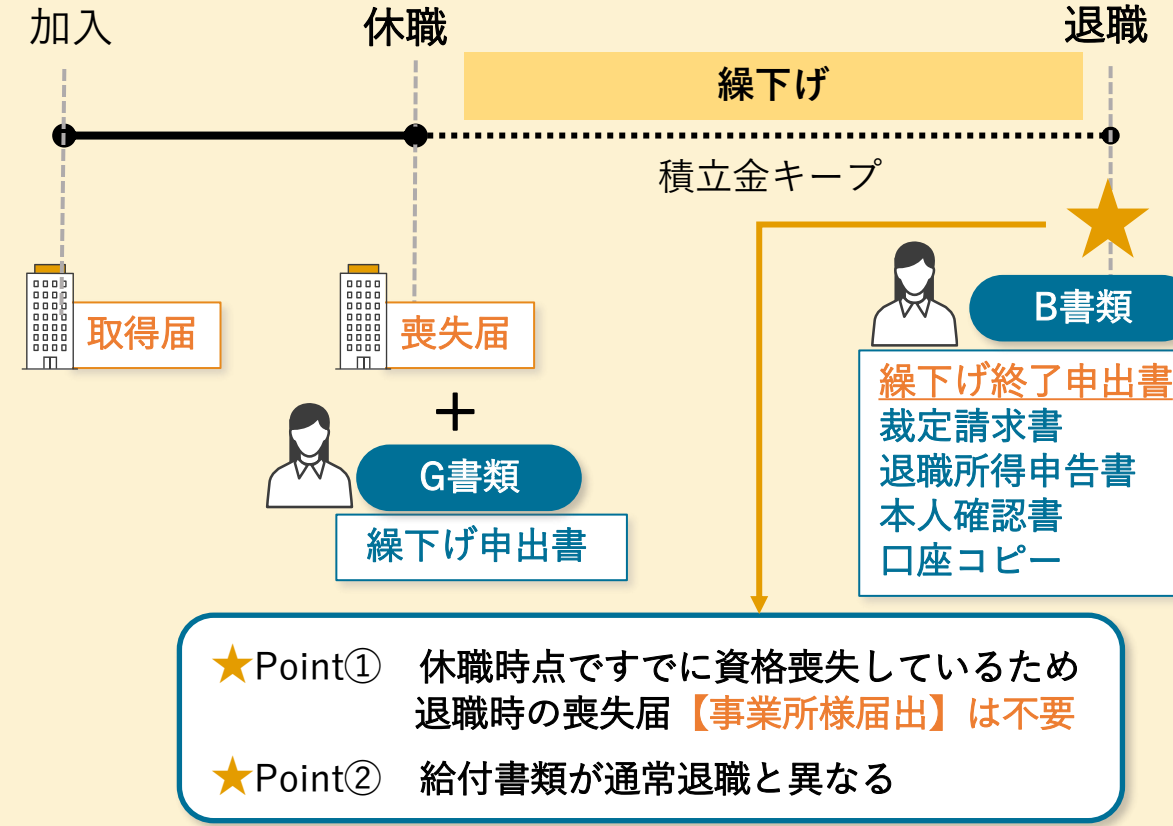 加入
休職
退職
繰下げ
積立金キープ
取得届
喪失届
＋
G書類
繰下げ申出書
B書類
繰下げ終了申出書
裁定請求書
退職所得申告書
本人確認書
口座コピー
★Point① 休職時点ですでに資格喪失しているため
退職時の喪失届【事業所様届出】は不要
★Point② 給付書類が通常退職と異なる